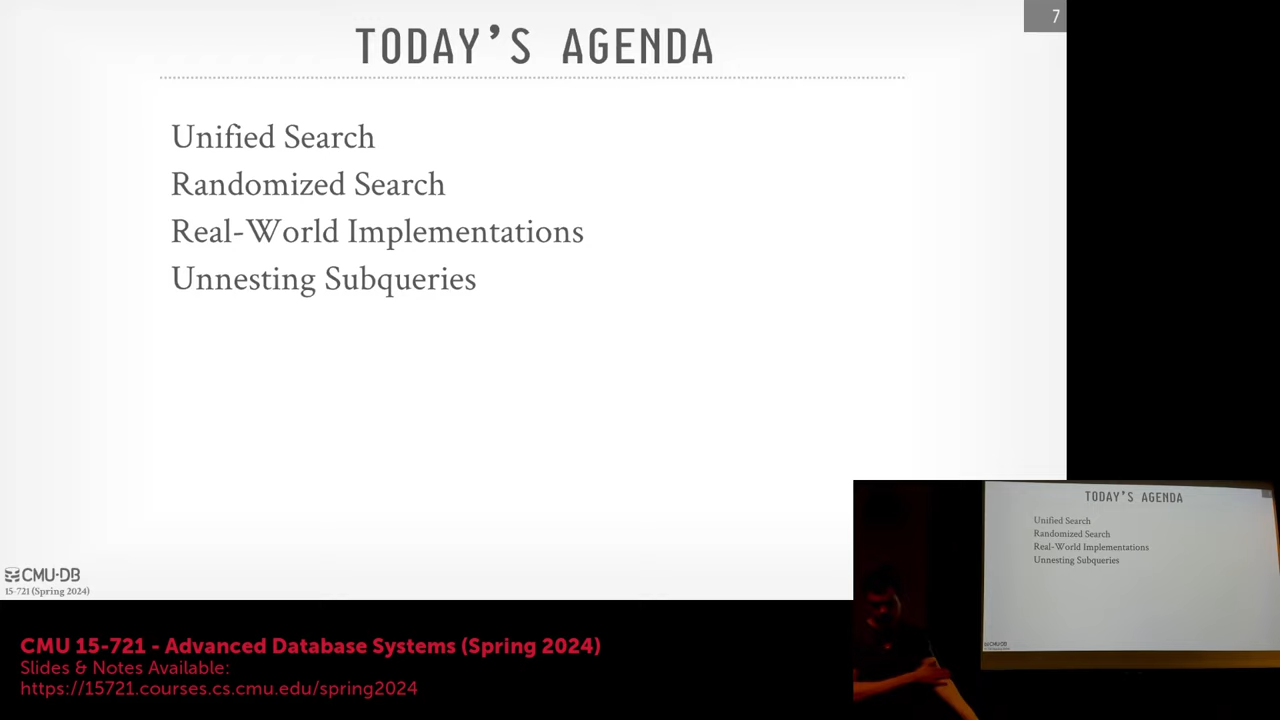 7
TODAY'S AGENDA
Unified Search
Randomized Search
Real-World Implementations
Unnesting Subqueries
CMU·DB
15-721 (Spring 2024)
TODAY'S AGENDA
Unified Search
Randomized Search
Real-World Implementations
Unnesting Subqueries
CMU·DB
CMU 15-721 - Advanced Database Systems (Spring 2024)
Slides & Notes Available:
https://15721.courses.cs.cmu.edu/spring2024